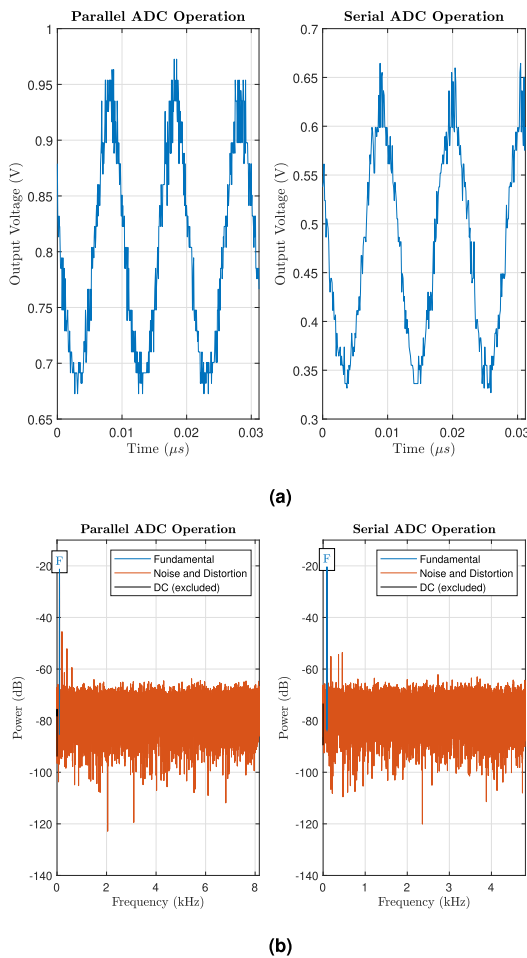 Parallel ADC Operation
Output Voltage (V)
1
0.95
0.9
0.85
0.8
0.75
0.7
0.65
0
0.01
0.02
0.03
Time (μs)
Serial ADC Operation
Output Voltage (V)
0.7
0.65
0.6
0.55
0.5
0.45
0.4
0.35
0.3
0
0.01
0.02
0.03
Time (μs)
(a)
Parallel ADC Operation
F
Fundamental
Noise and Distortion
DC (excluded)
Power (dB)
-20
-40
-60
-80
-100
-120
-140
0
2
4
6
8
Frequency (kHz)
Serial ADC Operation
F
Fundamental
Noise and Distortion
DC (excluded)
Power (dB)
-20
-40
-60
-80
-100
-120
-140
0
1
2
3
4
Frequency (kHz)
(b)